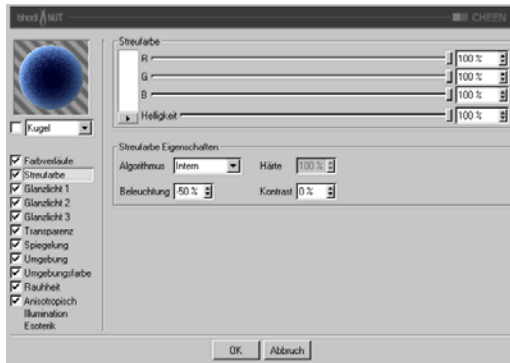 bhodiNUT
CHEEN
Kugel
Farbverläufe
Streufarbe
Glanzlicht 1
Glanzlicht 2
Glanzlicht 3
Transparenz
Spiegelung
Umgebung
Umgebungsfarbe
Rauhheit
Anisotropisch
Illumination
Esoterik
Streufarbe
R 100 %
G 100 %
B 100 %
Helligkeit 100 %
Streufarbe Eigenschaften
Algorithmus Intern Härte 100 %
Beleuchtung -50 % Kontrast 0 %
OK Abbruch